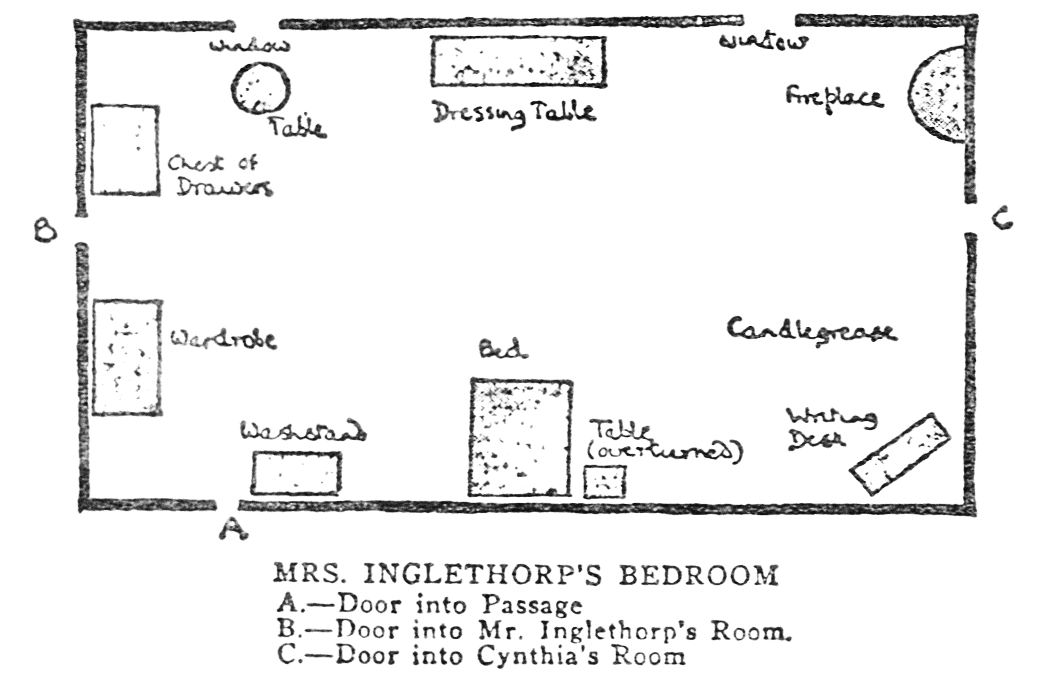 window
window
Table
Dressing Table
Fireplace
Chest of
Drawers
B
C
Wardrobe
Bed
Candlegrease
Washstand
Table
(overturned)
Writing
Desk
A
MRS. INGLETHORP'S BEDROOM
A.—Door into Passage
B.—Door into Mr. Inglethorp's Room.
C.—Door into Cynthia's Room